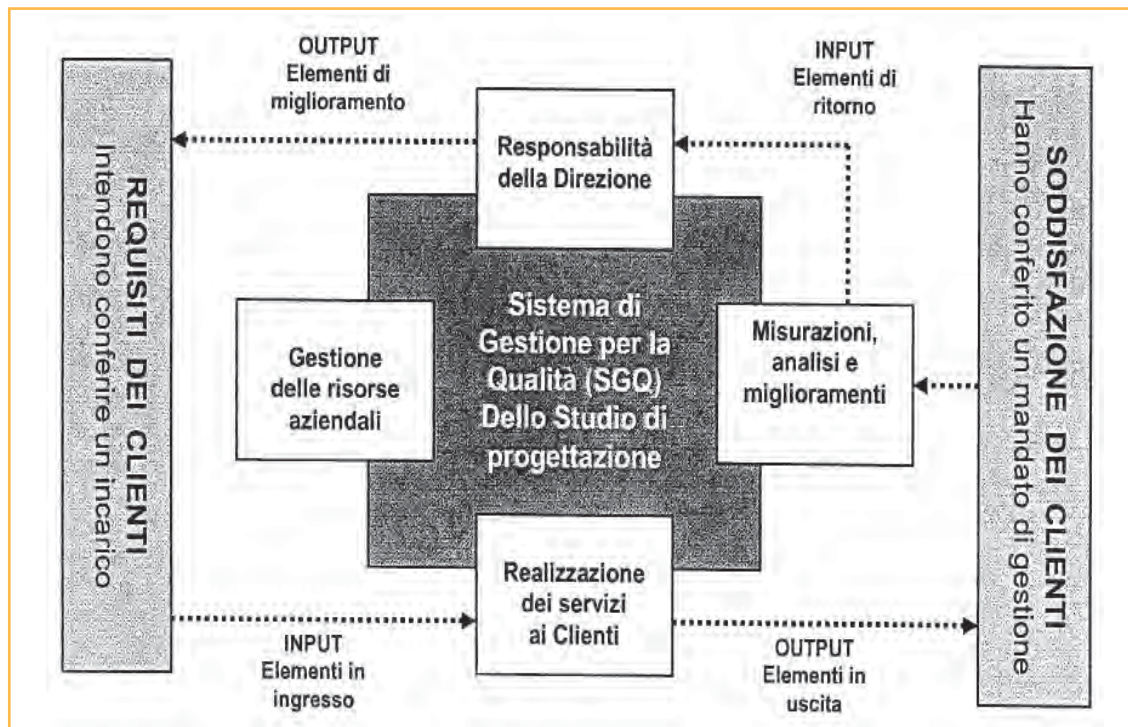 OUTPUT
Elementi di
miglioramento
INPUT
Elementi di
ritorno
REQUISITI DEI CLIENTI
Intendono conferire un incarico
Responsabilità
della Direzione
Gestione
delle risorse
aziendali
Sistema di
Gestione per la
Qualità (SGQ)
Dello Studio di
progettazione
Misurazioni,
analisi e
miglioramenti
SODDISFAZIONE DEI CLIENTI
Hanno conferito un mandato di gestione
Realizzazione
dei servizi
ai Clienti
INPUT
Elementi in
ingresso
OUTPUT
Elementi in
uscita